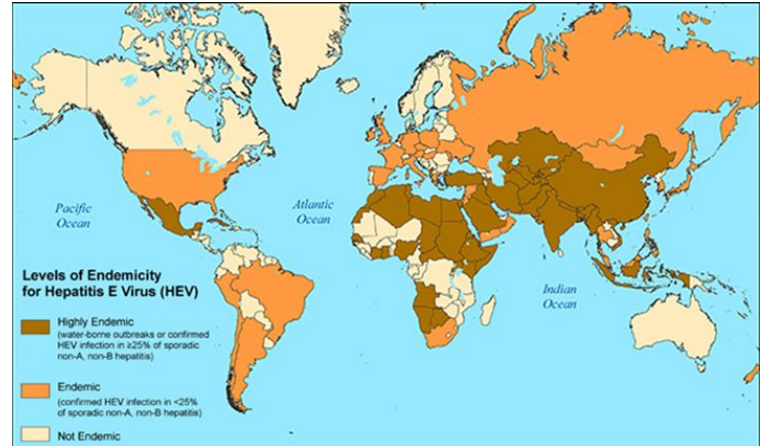 Pacific
Ocean
Atlantic
Ocean
Indian
Ocean
Levels of Endemicity
for Hepatitis E Virus (HEV)
Highly Endemic
(water-borne outbreaks or confirmed
HEV infection in ≥25% of sporadic
non-A, non-B hepatitis)
Endemic
(confirmed HEV infection in <25%
of sporadic non-A, non-B hepatitis)
Not Endemic